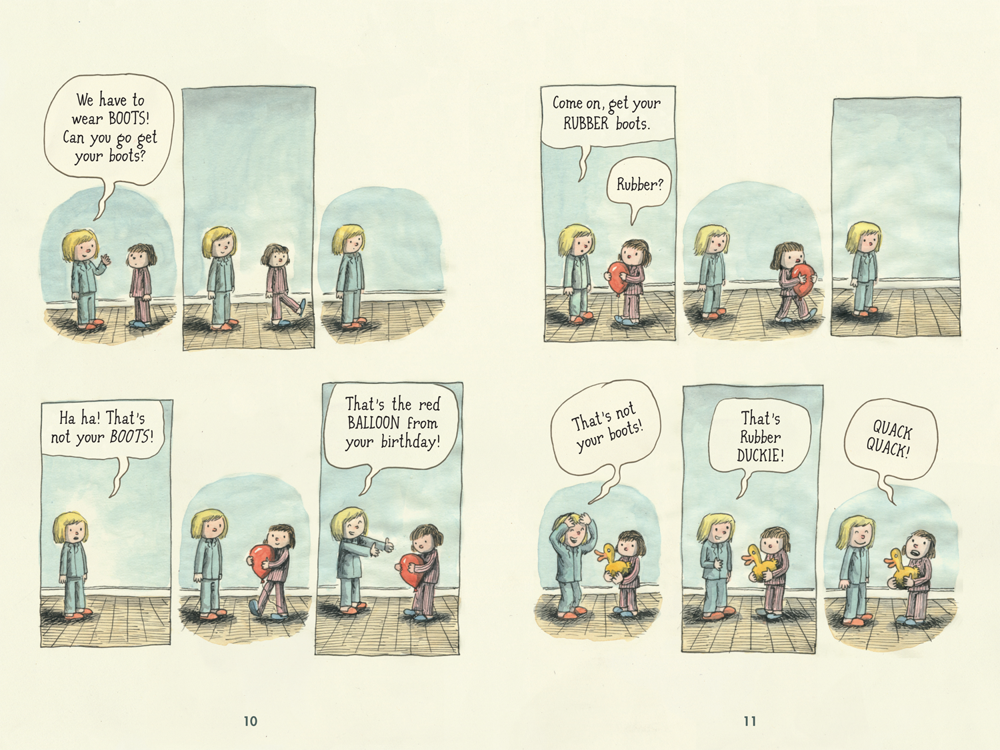 We have to
wear BOOTS!
Can you go get
your boots?
Ha ha! That's
not your BOOTS!
That's the red
BALLOON from
your birthday!
10
Come on, get your
RUBBER boots.
Rubber?
That's not
your boots!
That's
Rubber
DUCKIE!
QUACK
QUACK!
11